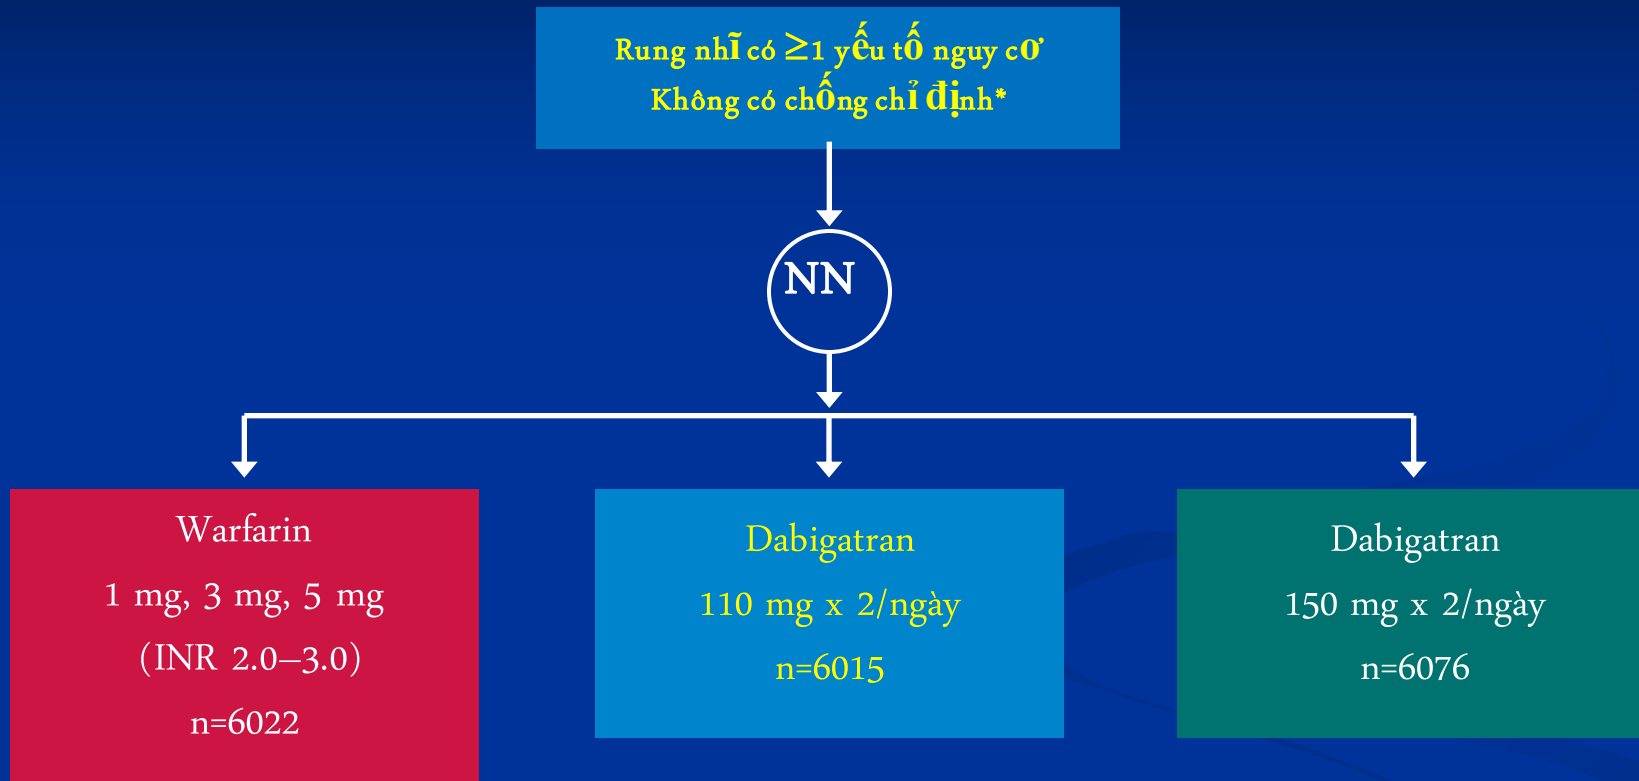 Rung nhĩ có ≥1 yếu tố nguy cơ
Không có chống chỉ định*
NN
Warfarin
1 mg, 3 mg, 5 mg
(INR 2.0–3.0)
n=6022
Dabigatran
110 mg x 2/ngày
n=6015
Dabigatran
150 mg x 2/ngày
n=6076